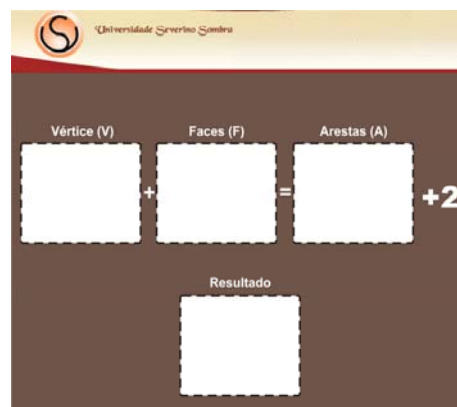 Universidade Severino Sombra
Vértice (V) Faces (F) Arestas (A)
+ = +2
Resultado